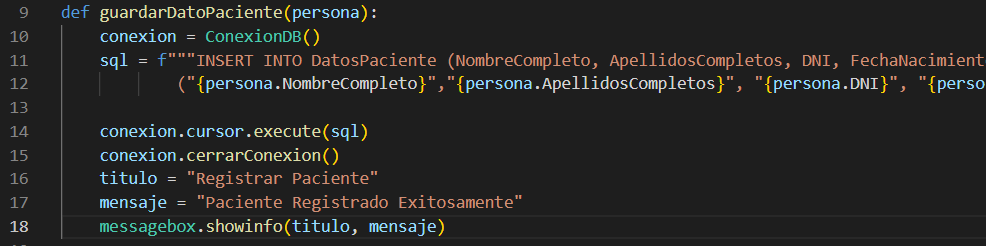 9 def guardarDatoPaciente(persona):
10 conexion = ConexionDB()
11 sql = f"""INSERT INTO DatosPaciente (NombreCompleto, ApellidosCompletos, DNI, FechaNacimient
12 ("{persona.NombreCompleto}","{persona.ApellidosCompletos}", "{persona.DNI}", "{perso
13
14 conexion.cursor.execute(sql)
15 conexion.cerrarConexion()
16 titulo = "Registrar Paciente"
17 mensaje = "Paciente Registrado Exitosamente"
18 messagebox.showinfo(titulo, mensaje)